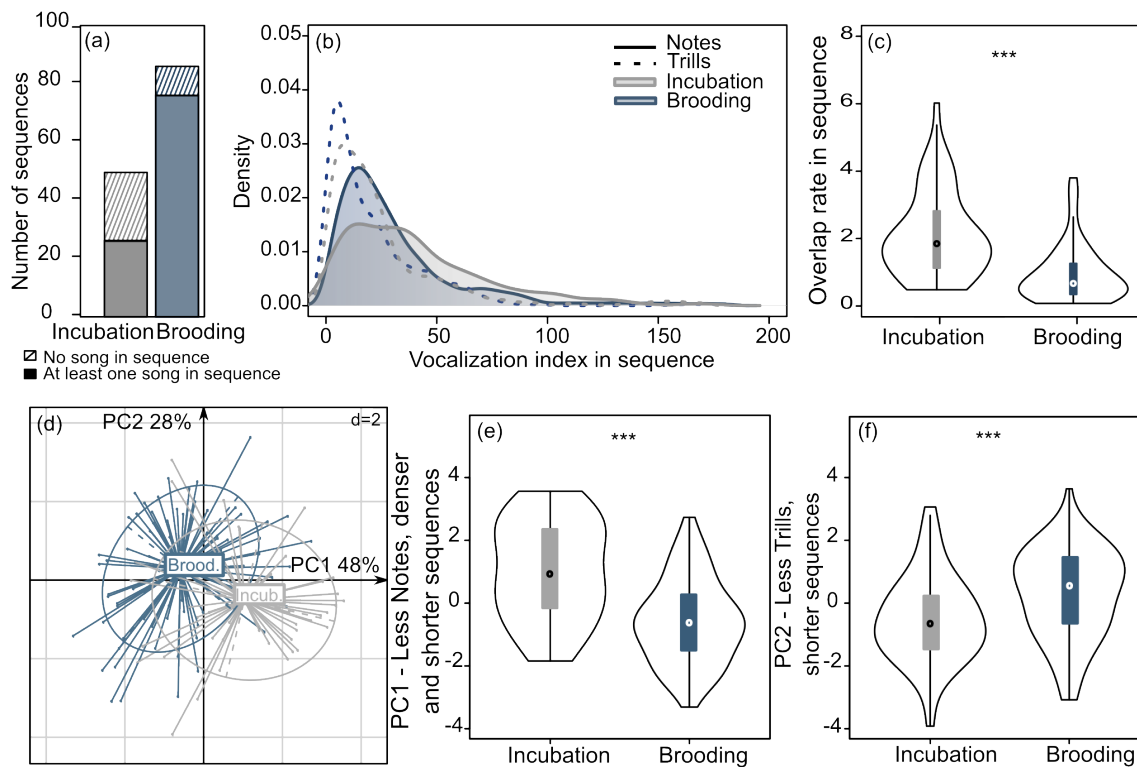 (a)
Number of sequences
100
80
60
40
20
0
Incubation
Brooding
No song in sequence
At least one song in sequence
(b)
Density
0.05
0.04
0.03
0.02
0.01
0.00
0
50
100
150
200
Vocalization index in sequence
Notes
Trills
Incubation
Brooding
(c)
***
Overlap rate in sequence
8
6
4
2
0
Incubation
Brooding
(d)
PC2 28%
d=2
PC1 48%
Brood.
Incub.
(e)
***
PC1 - Less Notes, denser
and shorter sequences
4
2
0
-2
-4
Incubation
Brooding
(f)
***
PC2 - Less Trills,
shorter sequences
4
2
0
-2
-4
Incubation
Brooding